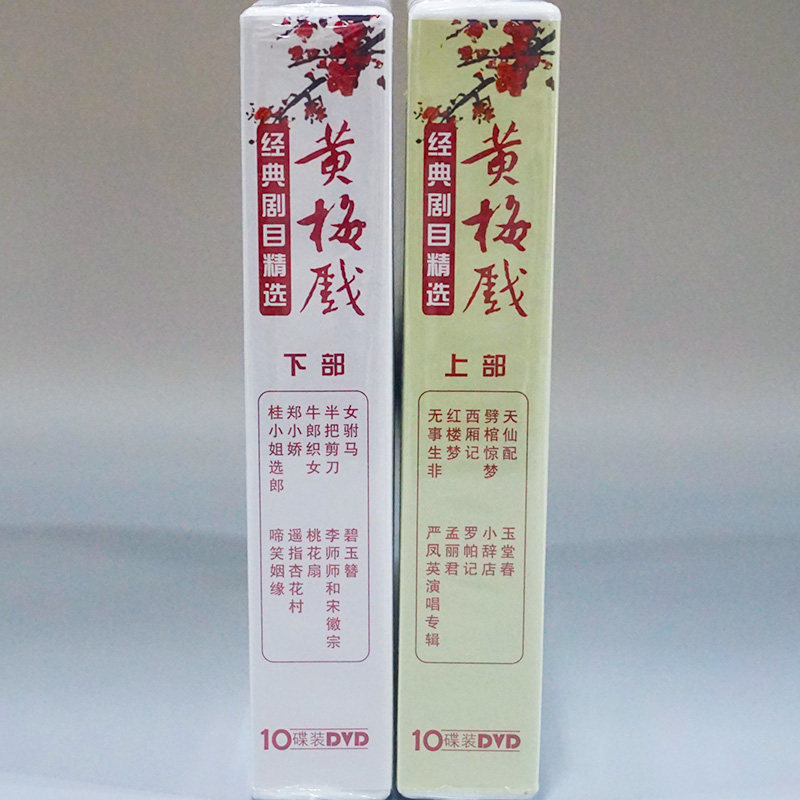 黄梅戏
经典剧目精选
下部
女驸马
半把剪刀
牛郎织女
郑小娇
桂小姐选郎
碧玉簪
李师师和宋徽宗
桃花扇
遥指杏花村
啼笑姻缘
10碟装DVD
黄梅戏
经典剧目精选
上部
天仙配
劈棺惊梦
西厢记
红楼梦
无事生非
玉堂春
小辞店
罗帕记
孟丽君
严凤英演唱专辑
10碟装DVD